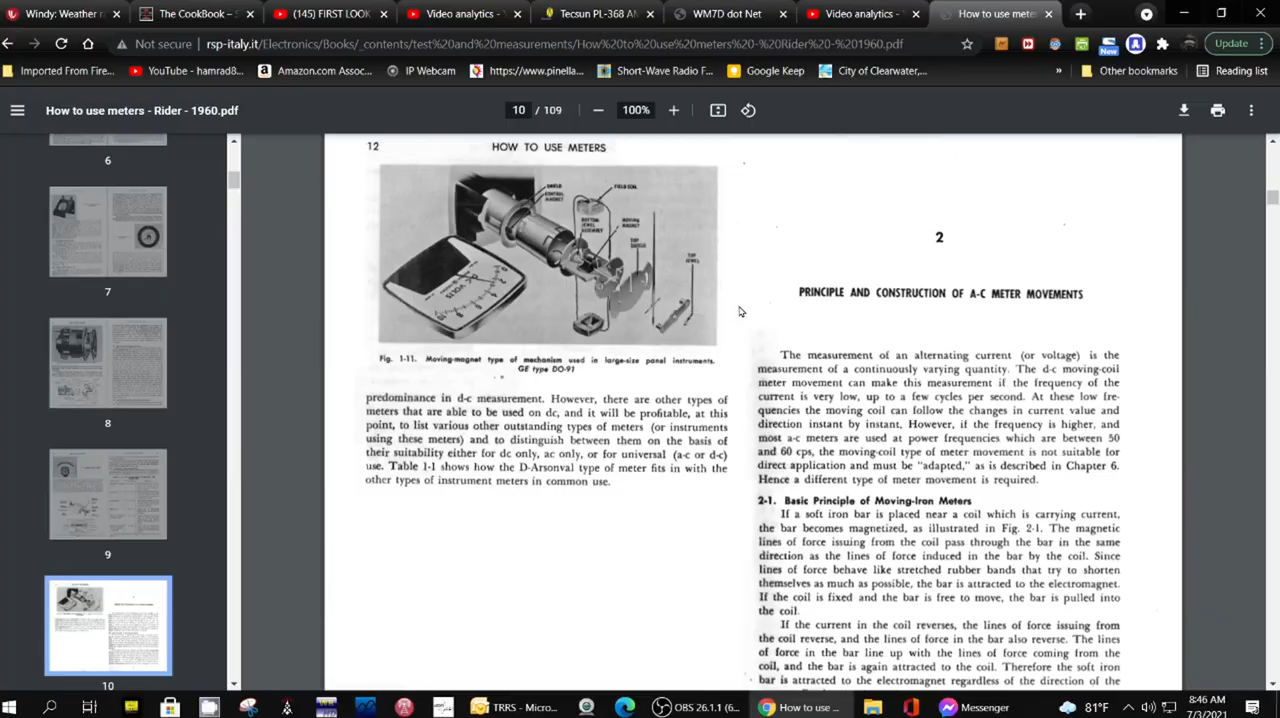 Windy: Weather r
The CookBook – S
(145) FIRST LOOK
Video analytics - Y
Tecsun PL-368 AM
WM7D dot Net
Video analytics - Y
How to use mete
Not secure
rsp-italy.it/Electronics/Books/_contents/test%20and%20measurements/How%20to%20use%20meters%20-%20Rider%20-%201960.pdf
New
Update
Imported From Fire...
YouTube - hamrad8...
Amazon.com Assoc...
IP Webcam
https://www.pinella...
Short-Wave Radio F...
Google Keep
City of Clearwater,...
»
Other bookmarks
Reading list
How to use meters - Rider - 1960.pdf
10 / 109
100%
6
7
8
9
10
12
HOW TO USE METERS
SHIELD
CONTROL
MAGNET
FIELD COIL
BOTTOM
JEWEL
ASSEMBLY
MOVING
MAGNET
TOP
TOP
JEWEL
Fig. 1-11. Moving-magnet type of mechanism used in large-size panel instruments.
GE type DO-91
predominance in d-c measurement. However, there are other types of
meters that are able to be used on dc, and it will be profitable, at this
point, to list various other outstanding types of meters (or instruments
using these meters) and to distinguish between them on the basis of
their suitability either for dc only, ac only, or for universal (a-c or d-c)
use. Table 1-1 shows how the D-Arsonval type of meter fits in with the
other types of instrument meters in common use.
2
PRINCIPLE AND CONSTRUCTION OF A-C METER MOVEMENTS
The measurement of an alternating current (or voltage) is the
measurement of a continuously varying quantity. The d-c moving-coil
meter movement can make this measurement if the frequency of the
current is very low, up to a few cycles per second. At these low fre-
quencies the moving coil can follow the changes in current value and
direction instant by instant, However, if the frequency is higher, and
most a-c meters are used at power frequencies which are between 50
and 60 cps, the moving-coil type of meter movement is not suitable for
direct application and must be "adapted," as is described in Chapter 6.
Hence a different type of meter movement is required.
2-1. Basic Principle of Moving-Iron Meters
If a soft iron bar is placed near a coil which is carrying current,
the bar becomes magnetized, as illustrated in Fig. 2-1. The magnetic
lines of force issuing from the coil pass through the bar in the same
direction as the lines of force induced in the bar by the coil. Since
lines of force behave like stretched rubber bands that try to shorten
themselves as much as possible, the bar is attracted to the electromagnet.
If the coil is fixed and the bar is free to move, the bar is pulled into
the coil.
If the current in the coil reverses, the lines of force issuing from
the coil reverse, and the lines of force in the bar also reverse. The lines
of force in the bar line up with the lines of force coming from the
coil, and the bar is again attracted to the coil. Therefore the soft iron
bar is attracted to the electromagnet regardless of the direction of the
TRRS - Micro...
OBS 26.1.1 (6...
How to use ...
Messenger
81°F
8:46 AM
7/3/2021